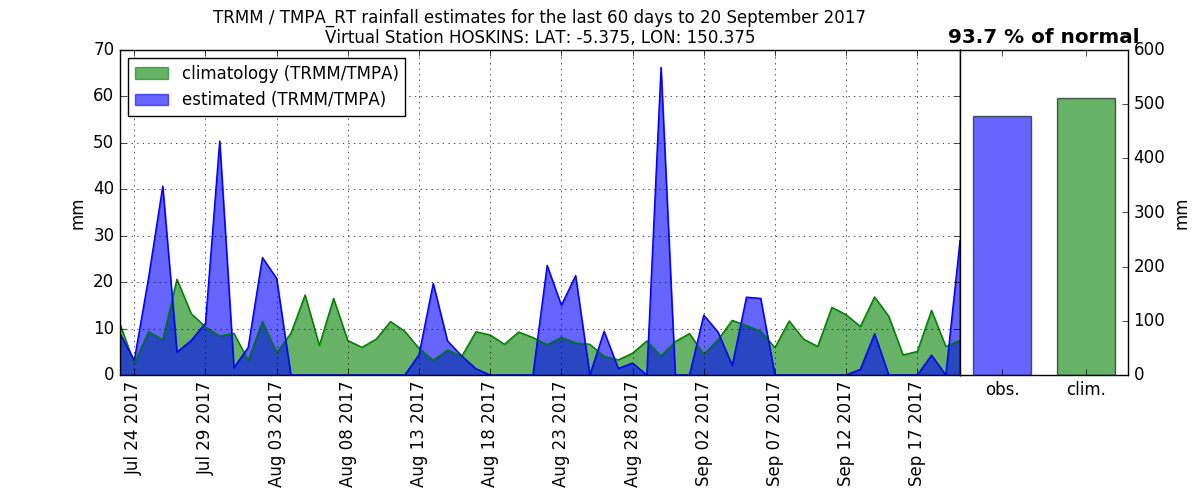 TRMM / TMPA_RT rainfall estimates for the last 60 days to 20 September 2017
Virtual Station HOSKINS: LAT: -5.375, LON: 150.375
93.7 % of normal
climatology (TRMM/TMPA)
estimated (TRMM/TMPA)
70
60
50
40
30
20
10
0
mm
Jul 24 2017
Jul 29 2017
Aug 03 2017
Aug 08 2017
Aug 13 2017
Aug 18 2017
Aug 23 2017
Aug 28 2017
Sep 02 2017
Sep 07 2017
Sep 12 2017
Sep 17 2017
obs.
clim.
600
500
400
300
200
100
0
mm